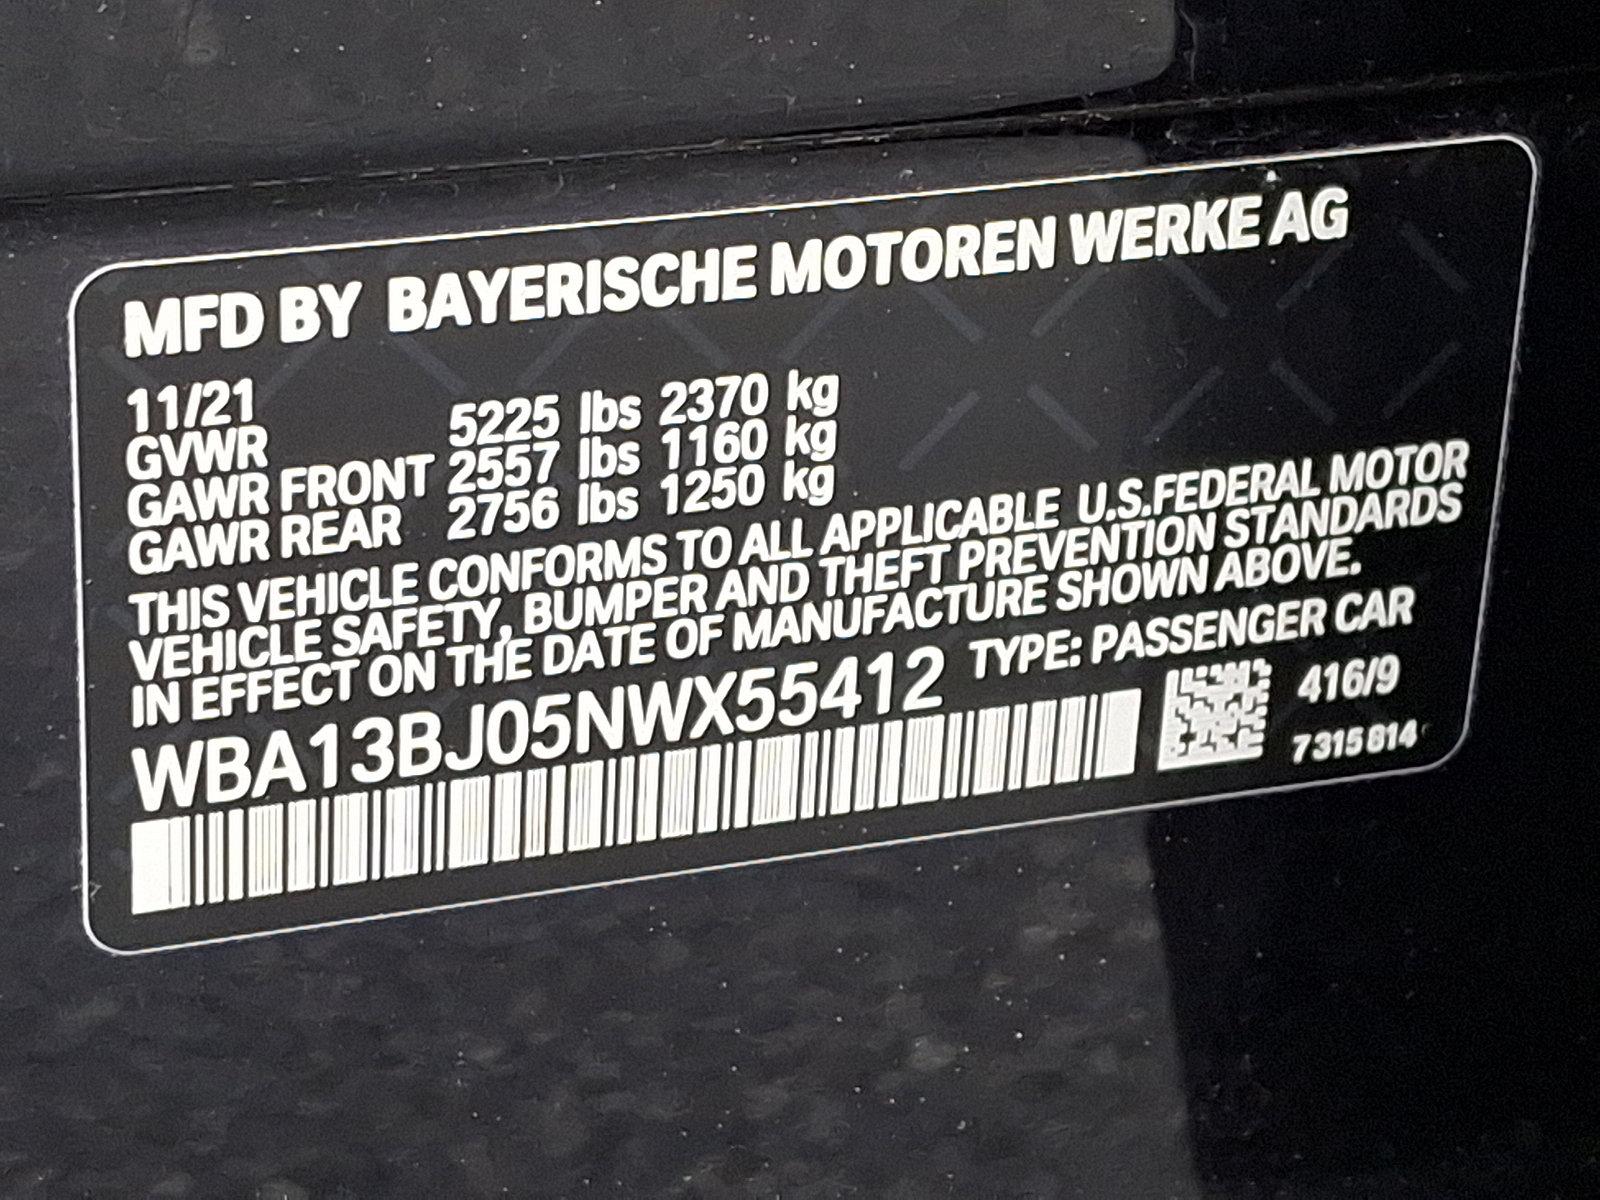 MFD BY BAYERISCHE MOTOREN WERKE AG
11/21
GVWR 5225 lbs 2370 kg
GAWR FRONT 2557 lbs 1160 kg
GAWR REAR 2756 lbs 1250 kg
THIS VEHICLE CONFORMS TO ALL APPLICABLE U.S.FEDERAL MOTOR
VEHICLE SAFETY, BUMPER AND THEFT PREVENTION STANDARDS
IN EFFECT ON THE DATE OF MANUFACTURE SHOWN ABOVE.
WBA13BJ05NWX55412 TYPE: PASSENGER CAR
416/9
7315814